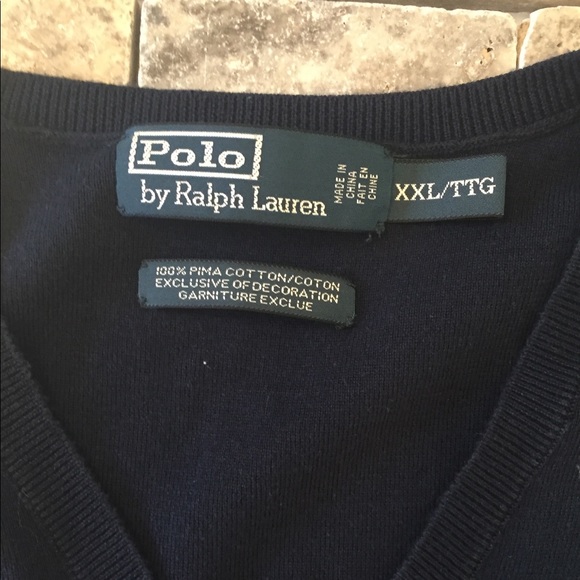 Polo
by Ralph Lauren
MADE IN
CHINA
FAIT EN
CHINE
XXL/TTG
100% PIMA COTTON/COTON
EXCLUSIVE OF DECORATION
GARNITURE EXCLUE